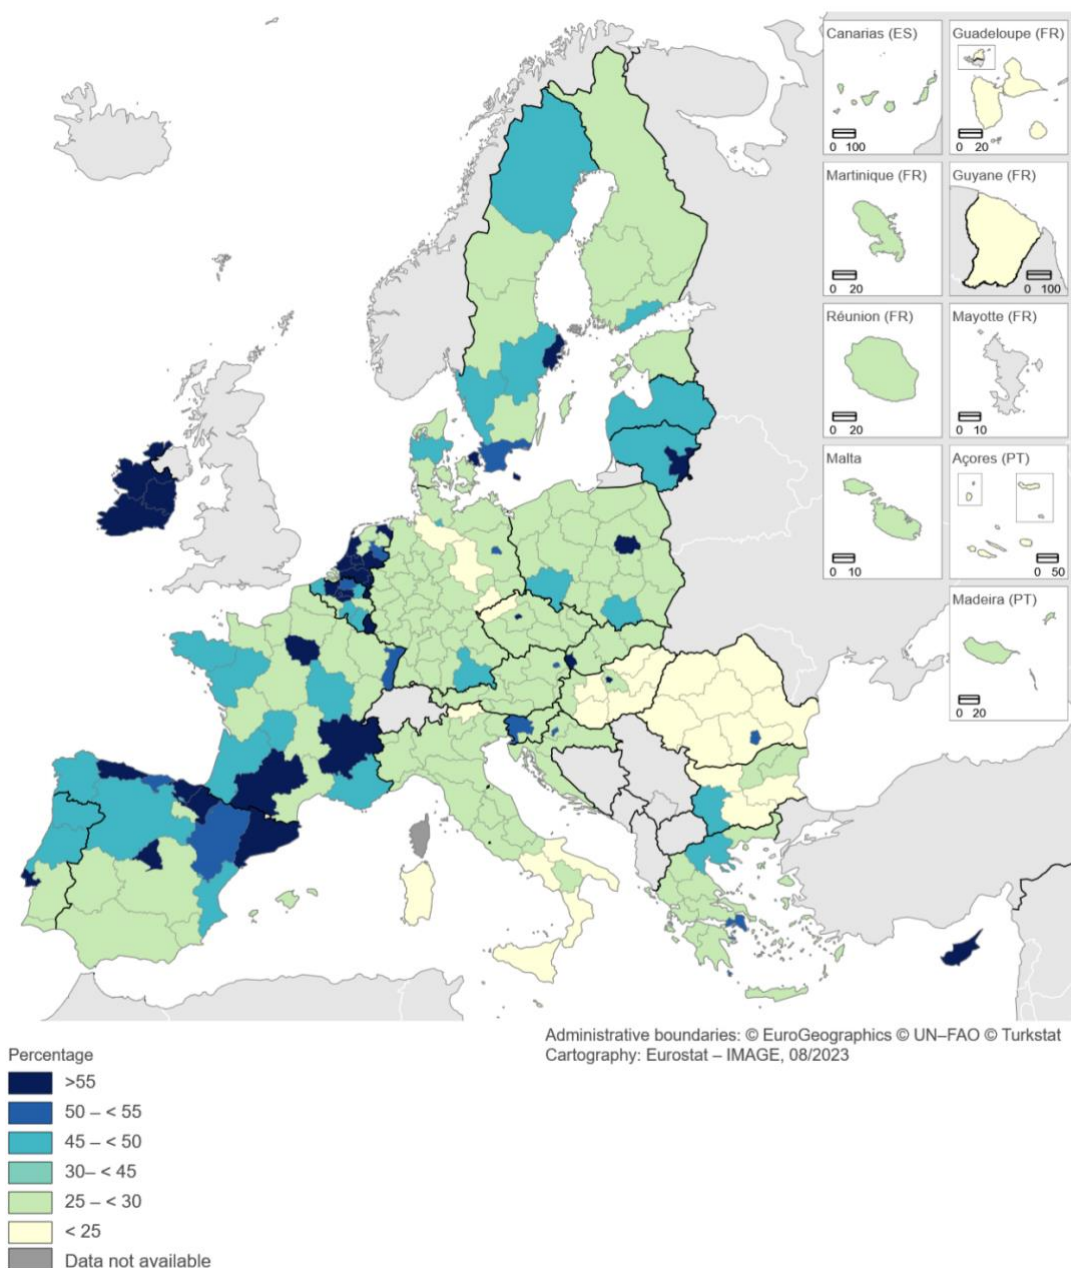 Canarias (ES)
0 100
Guadeloupe (FR)
0 20
Martinique (FR)
0 20
Guyane (FR)
0 100
Réunion (FR)
0 20
Mayotte (FR)
0 10
Malta
0 10
Açores (PT)
0 50
Madeira (PT)
0 20
Administrative boundaries: © EuroGeographics © UN–FAO © Turkstat
Cartography: Eurostat – IMAGE, 08/2023
Percentage
>55
50 – < 55
45 – < 50
30– < 45
25 – < 30
< 25
Data not available